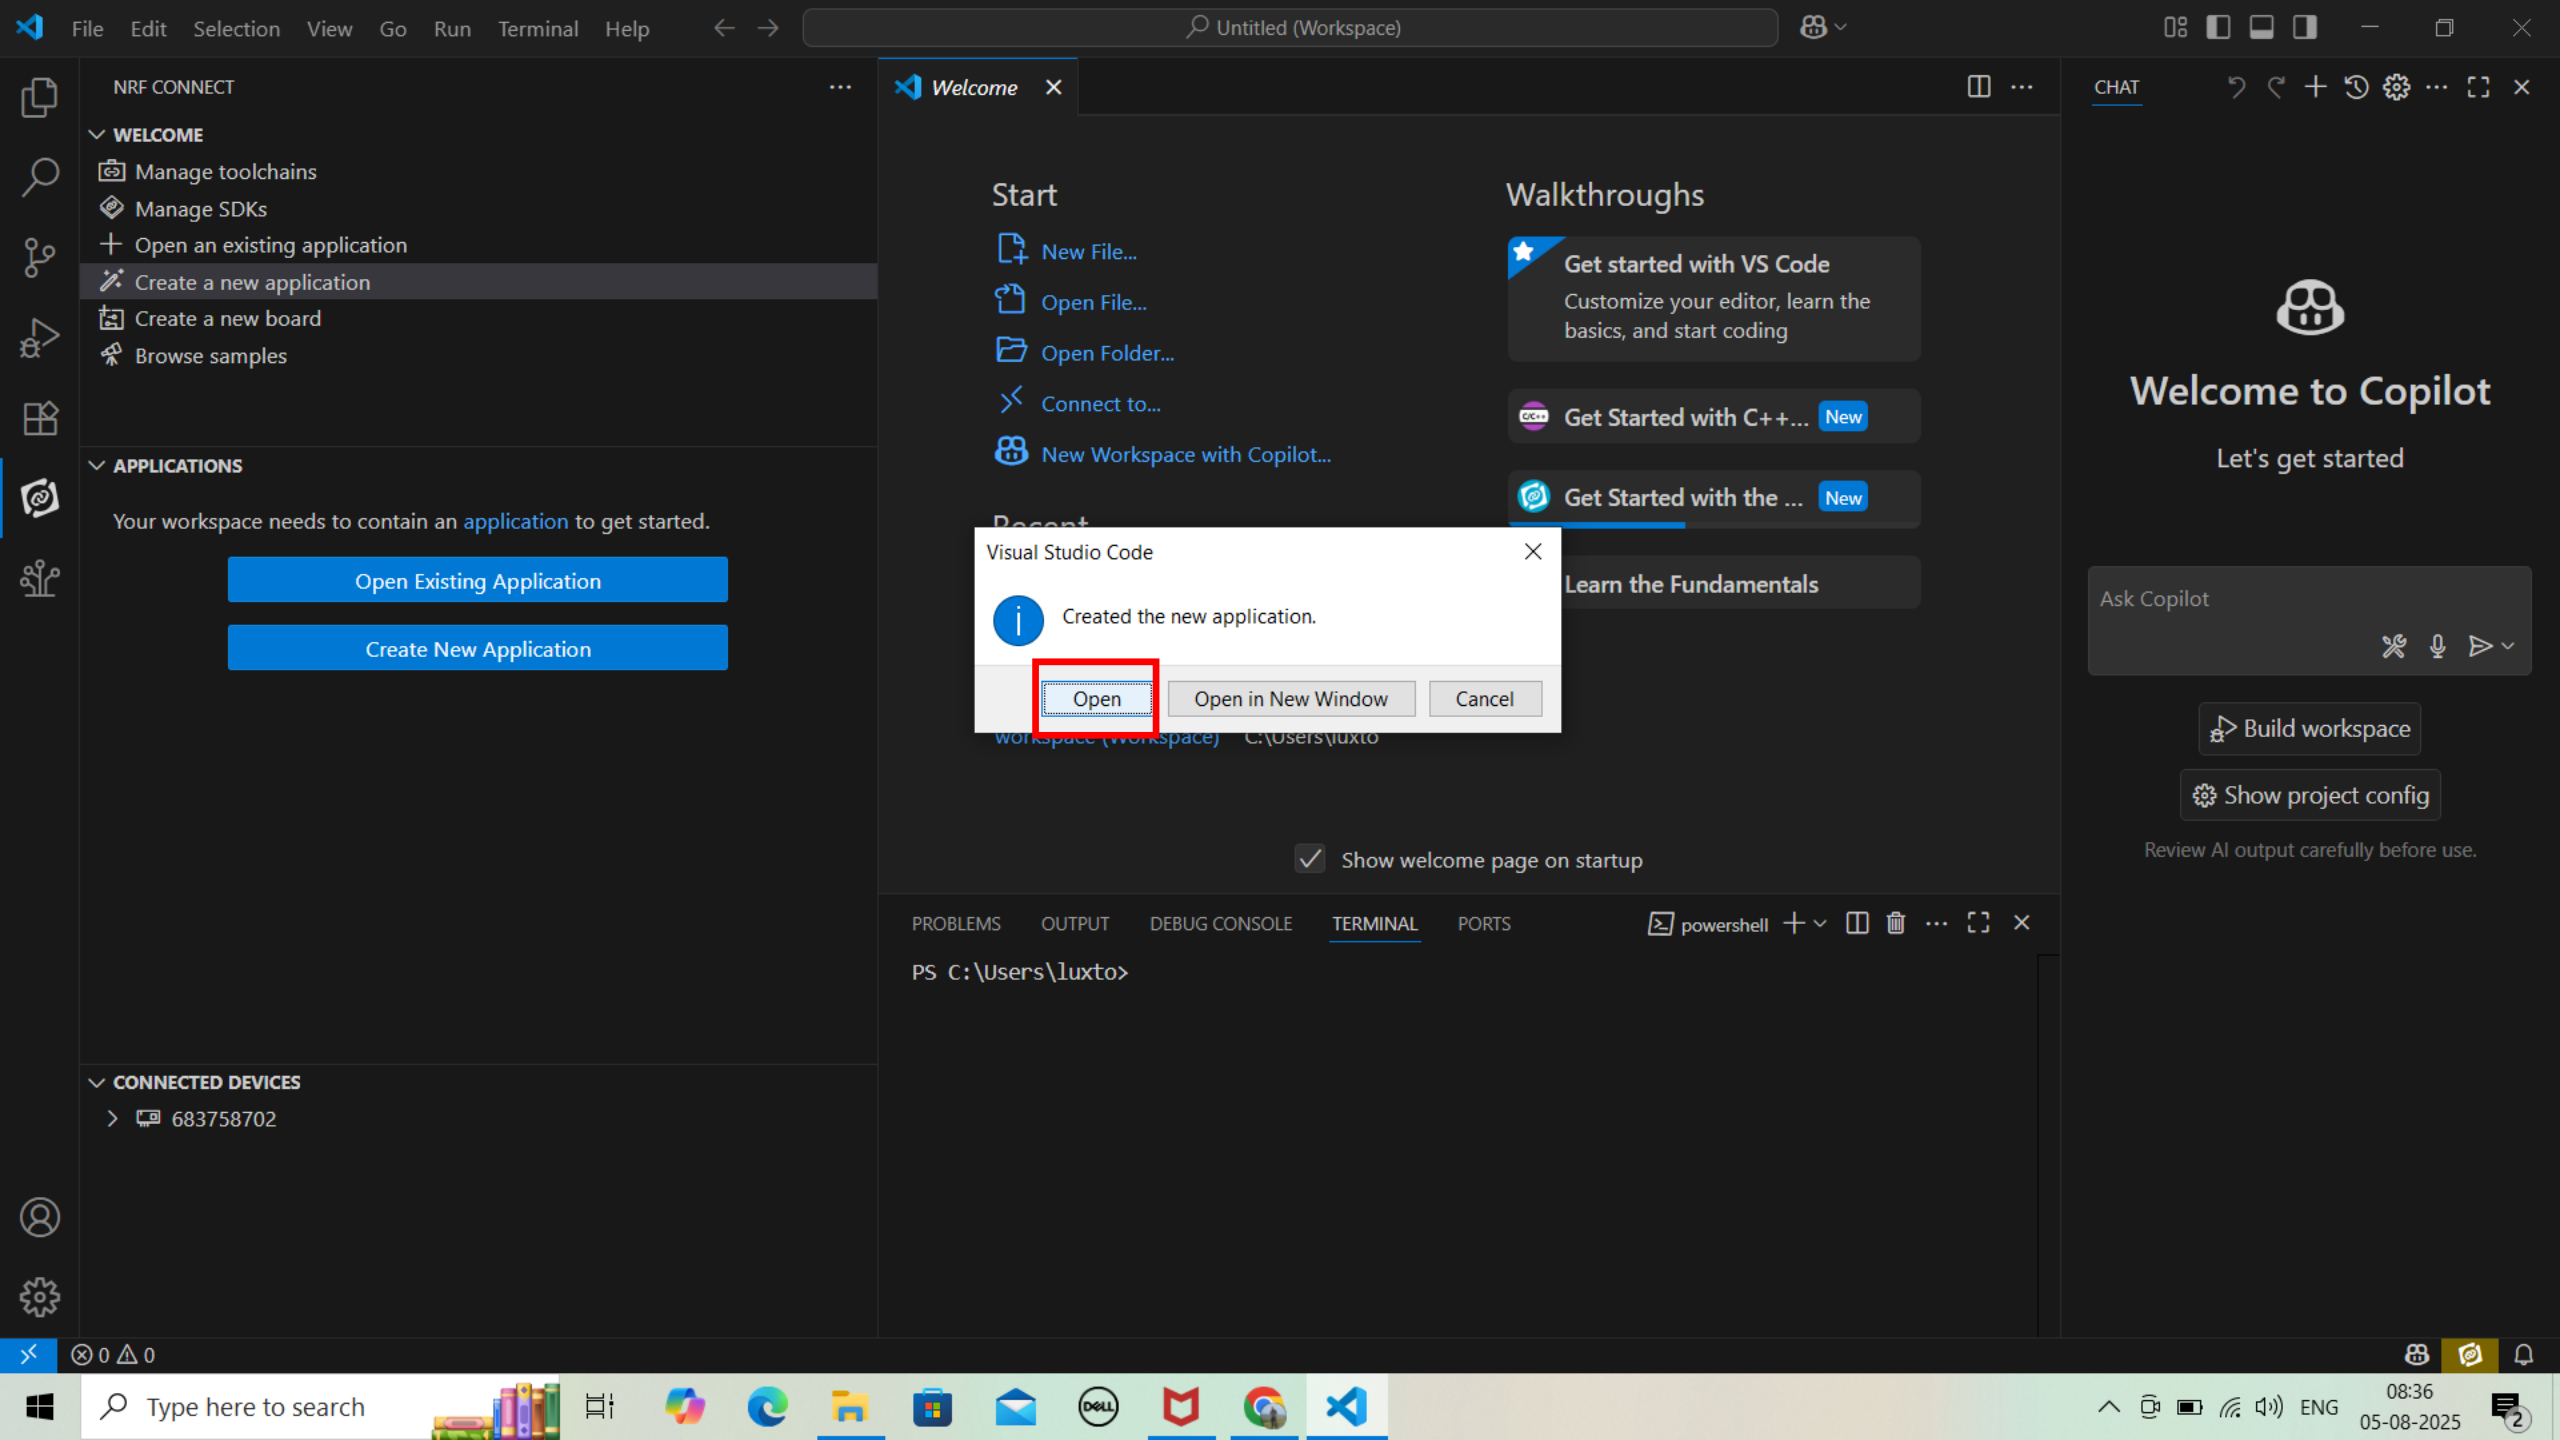 File Edit Selection View Go Run Terminal Help
Untitled (Workspace)
NRF CONNECT
WELCOME
Manage toolchains
Manage SDKs
Open an existing application
Create a new application
Create a new board
Browse samples
APPLICATIONS
Your workspace needs to contain an application to get started.
Open Existing Application
Create New Application
CONNECTED DEVICES
683758702
Welcome
Start
New File...
Open File...
Open Folder...
Connect to...
New Workspace with Copilot...
Recent
workspace (Workspace) C:\Users\luxto
Walkthroughs
Get started with VS Code
Customize your editor, learn the
basics, and start coding
C/C++
Get Started with C++... New
Get Started with the ... New
Learn the Fundamentals
Visual Studio Code
Created the new application.
Open Open in New Window Cancel
Show welcome page on startup
PROBLEMS OUTPUT DEBUG CONSOLE TERMINAL PORTS
powershell
PS C:\Users\luxto>
CHAT
Welcome to Copilot
Let's get started
Ask Copilot
Build workspace
Show project config
Review AI output carefully before use.
0 0
Type here to search
DELL
ENG
08:36
05-08-2025
2